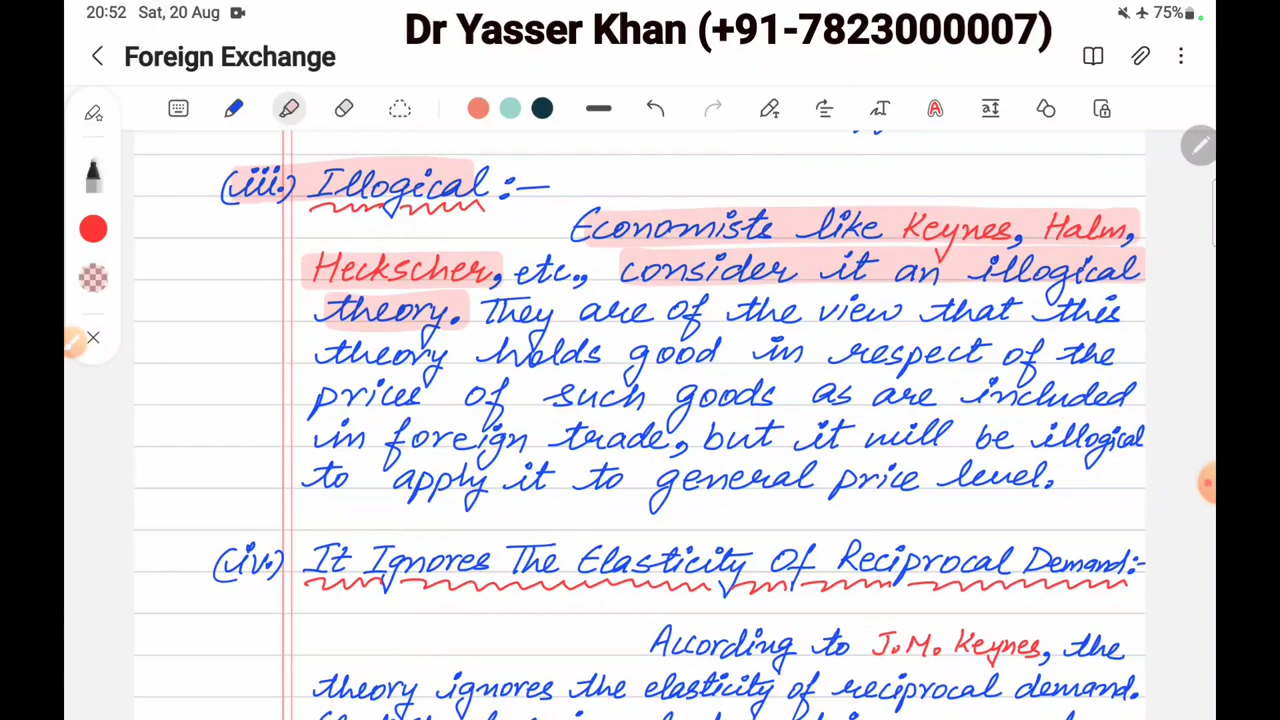 20:52 Sat, 20 Aug
75%
Dr Yasser Khan (+91-7823000007)
Foreign Exchange
(iii.) Illogical :-
Economists like Keynes, Halm,
Heckscher, etc., consider it an illogical
theory. They are of the view that this
theory holds good in respect of the
prices of such goods as are included
in foreign trade, but it will be illogical
to apply it to general price level.
(iv.) It Ignores The Elasticity Of Reciprocal Demand:-
According to J.M. Keynes, the
theory ignores the elasticity of reciprocal demand.